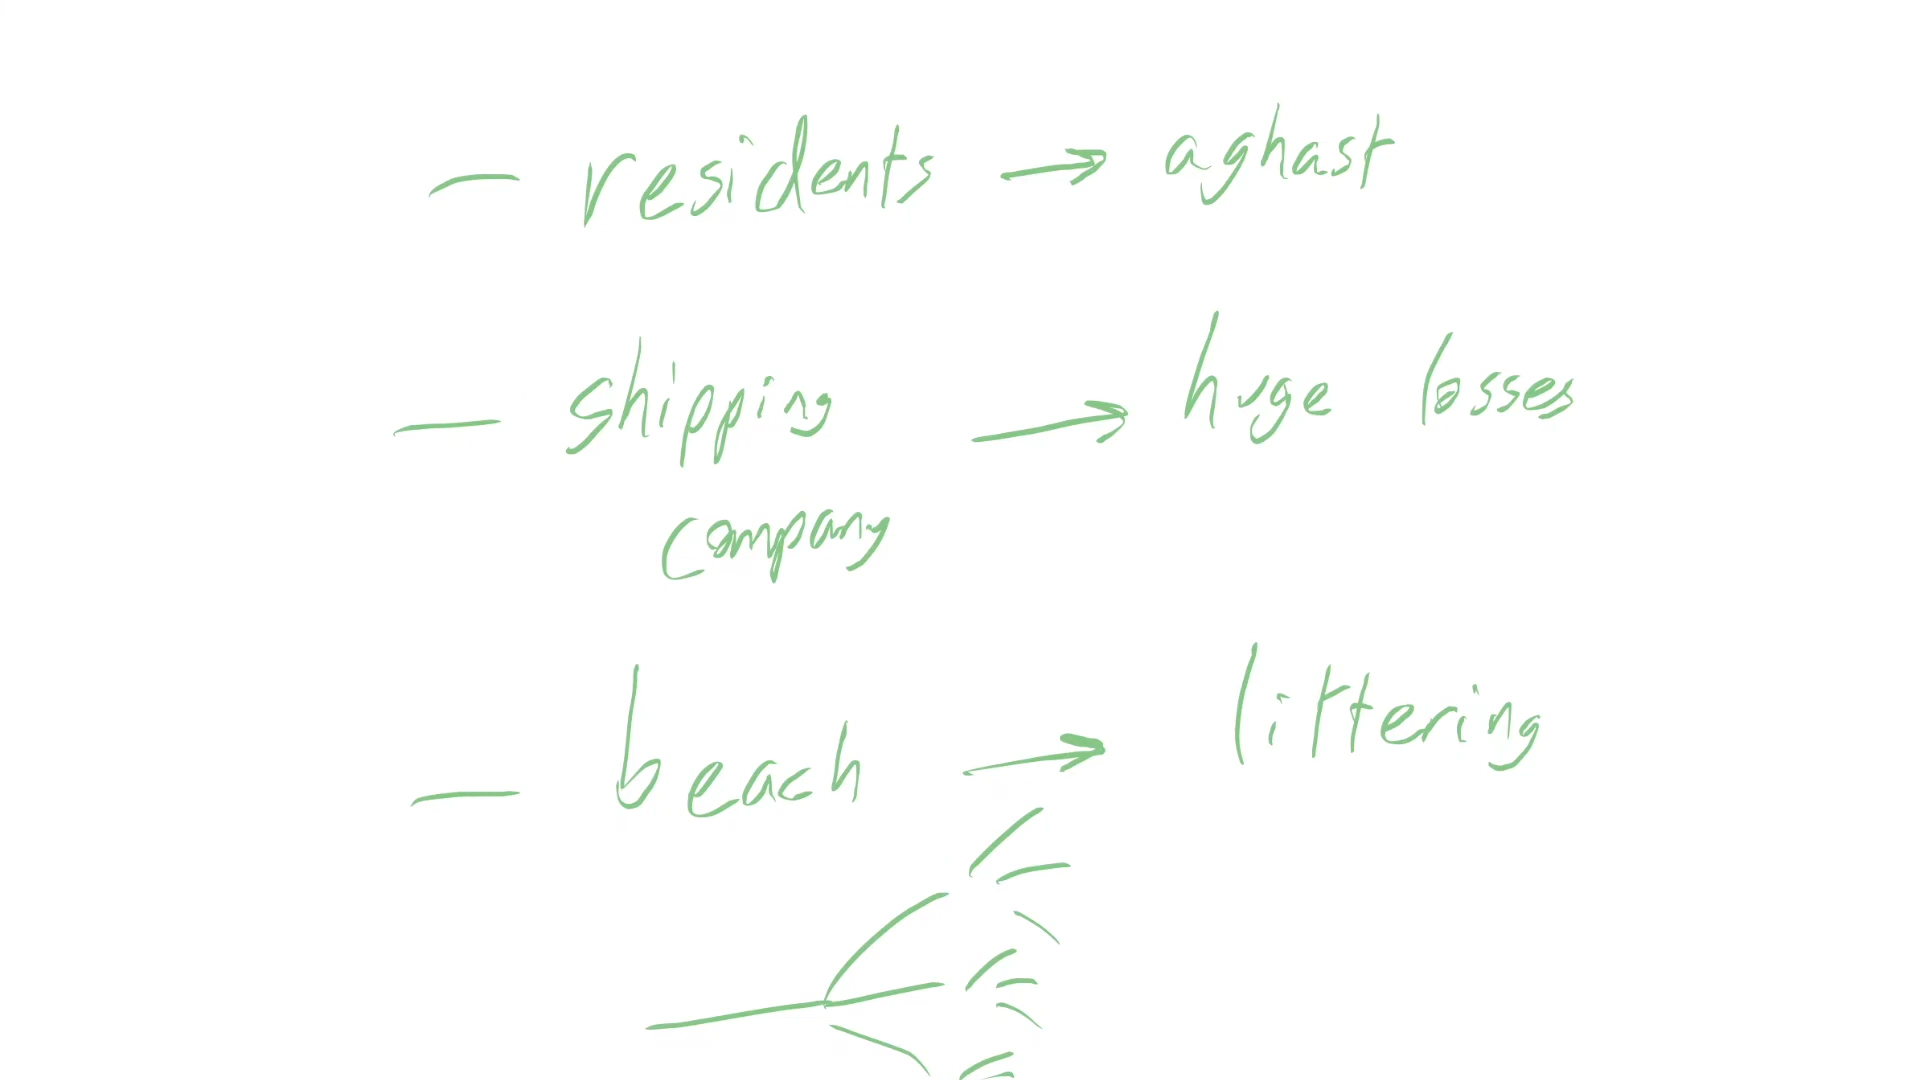 — residents → aghast
— shipping → huge losses
company
— beach → littering